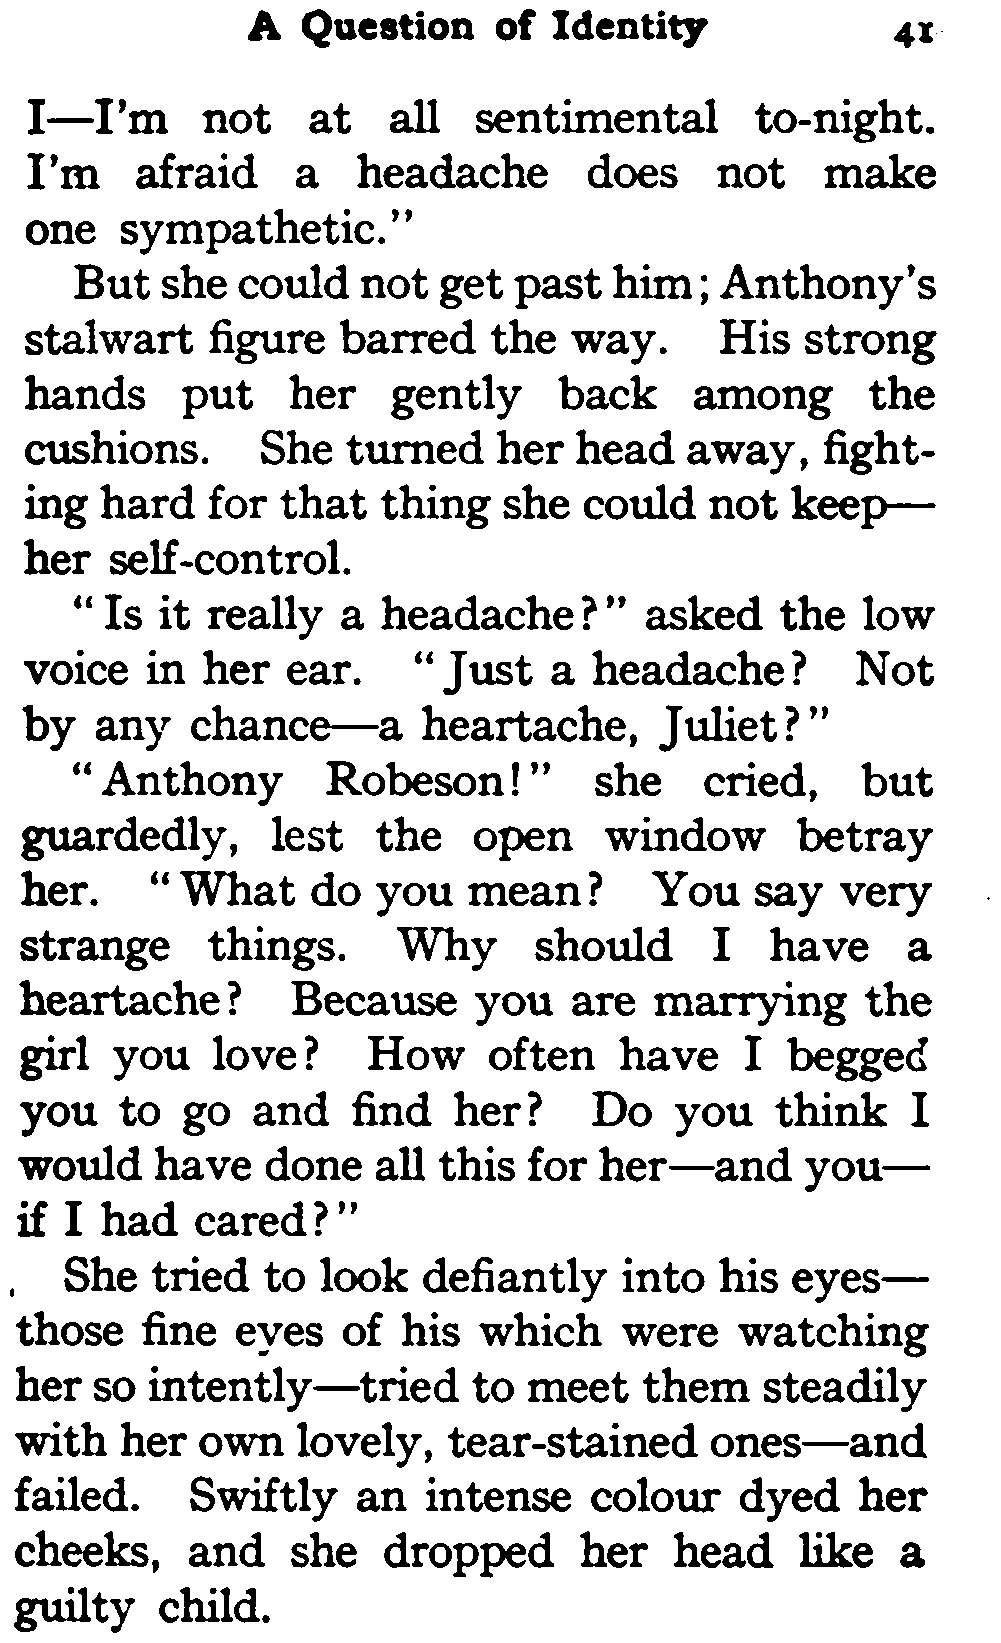 A Question of Identity 41
I—I'm not at all sentimental to-night.
I'm afraid a headache does not make
one sympathetic."
But she could not get past him; Anthony's
stalwart figure barred the way. His strong
hands put her gently back among the
cushions. She turned her head away, fight-
ing hard for that thing she could not keep—
her self-control.
"Is it really a headache?" asked the low
voice in her ear. "Just a headache? Not
by any chance—a heartache, Juliet?"
"Anthony Robeson!" she cried, but
guardedly, lest the open window betray
her. "What do you mean? You say very
strange things. Why should I have a
heartache? Because you are marrying the
girl you love? How often have I begged
you to go and find her? Do you think I
would have done all this for her—and you—
if I had cared?"
She tried to look defiantly into his eyes—
those fine eyes of his which were watching
her so intently—tried to meet them steadily
with her own lovely, tear-stained ones—and
failed. Swiftly an intense colour dyed her
cheeks, and she dropped her head like a
guilty child.